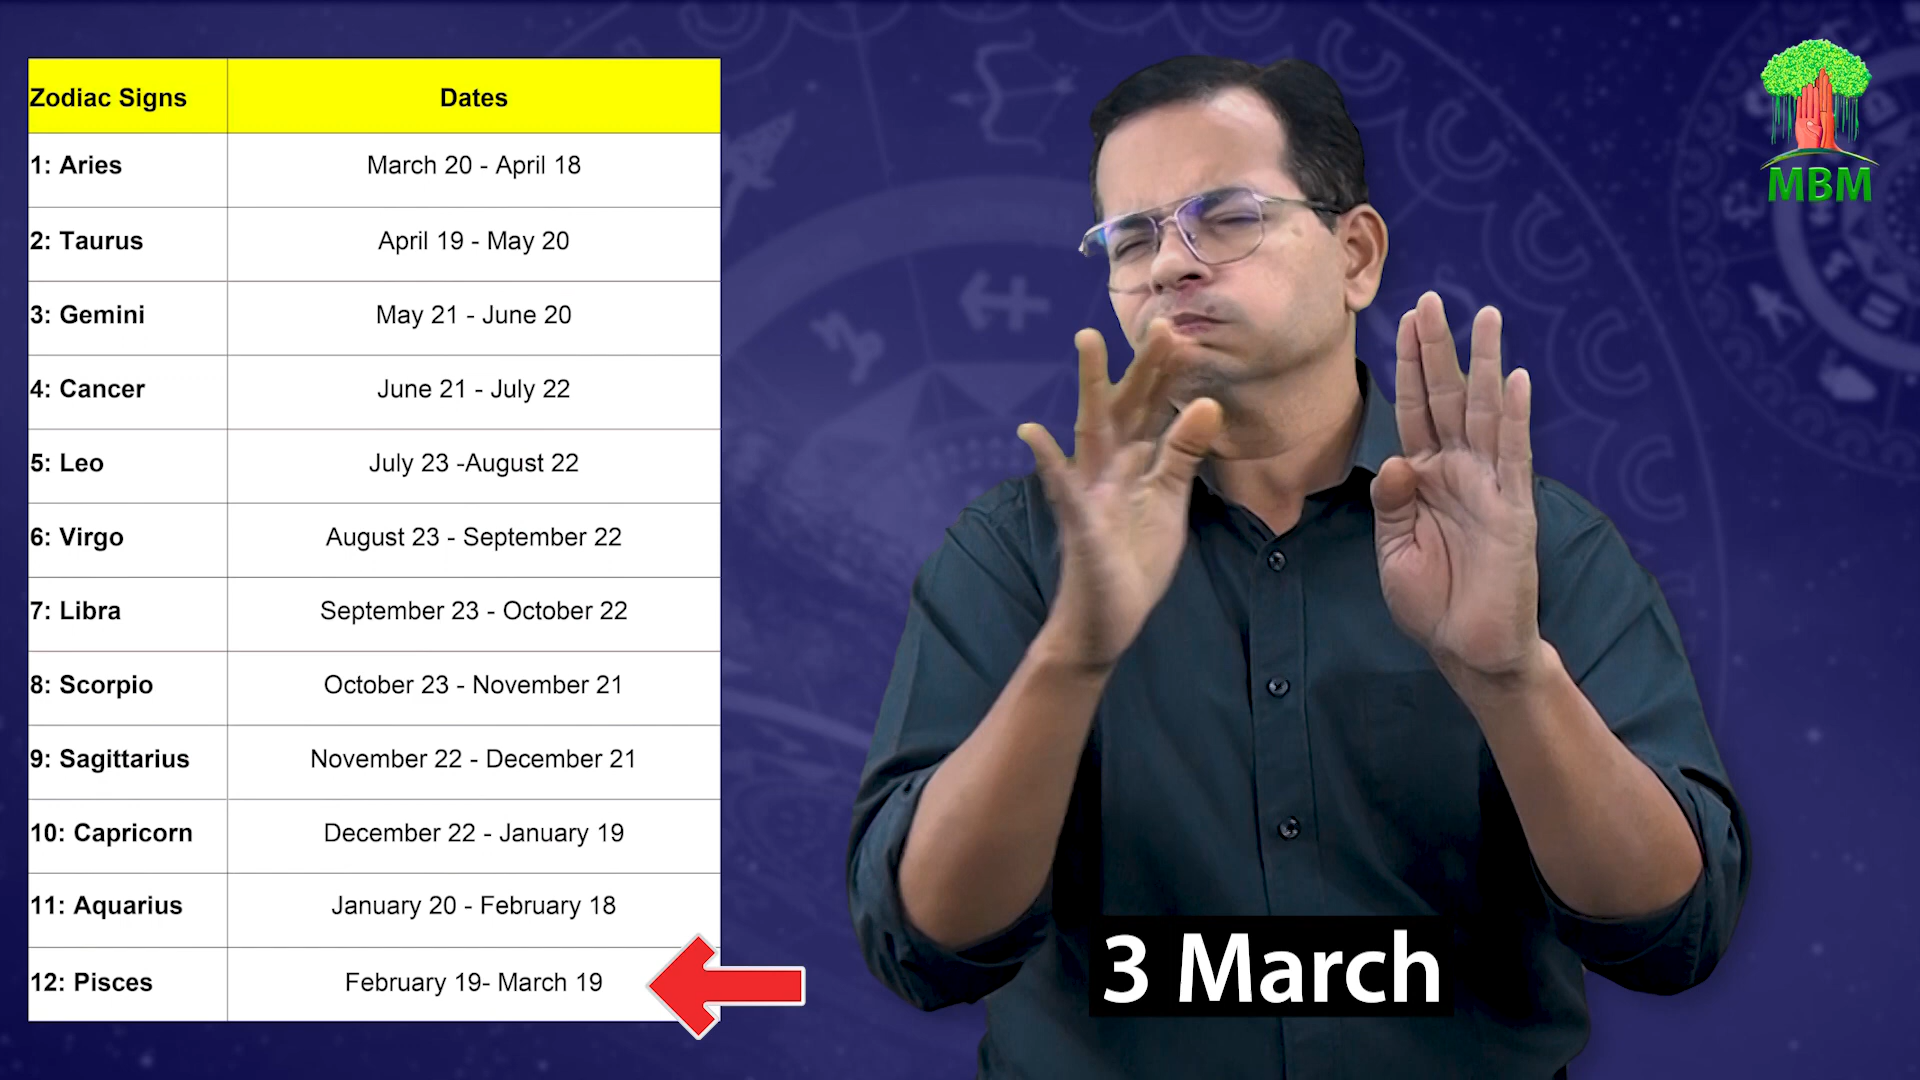 Zodiac Signs Dates
1: Aries March 20 - April 18
2: Taurus April 19 - May 20
3: Gemini May 21 - June 20
4: Cancer June 21 - July 22
5: Leo July 23 -August 22
6: Virgo August 23 - September 22
7: Libra September 23 - October 22
8: Scorpio October 23 - November 21
9: Sagittarius November 22 - December 21
10: Capricorn December 22 - January 19
11: Aquarius January 20 - February 18
12: Pisces February 19- March 19
MBM
3 March